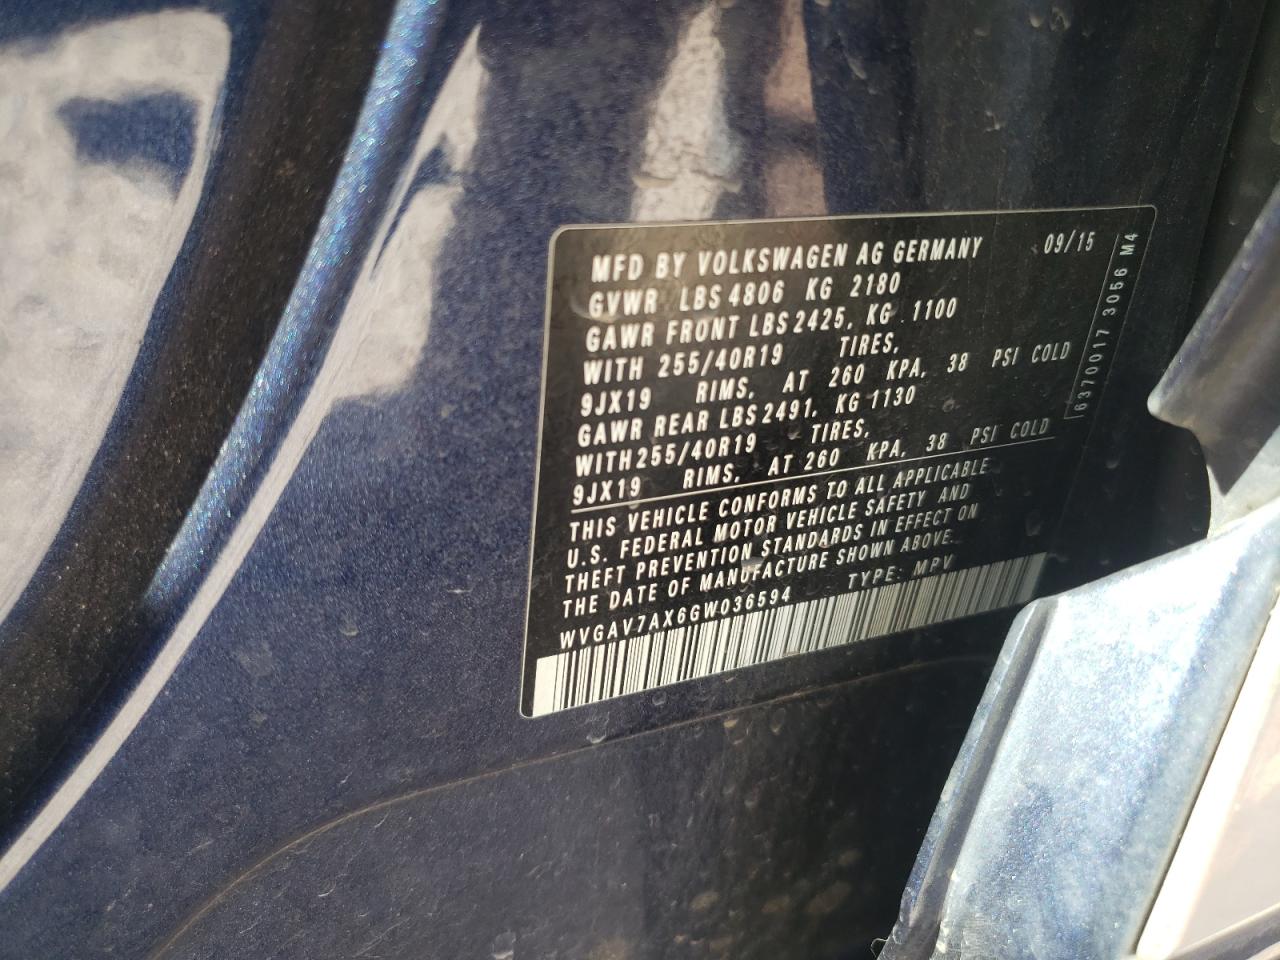 MFD BY VOLKSWAGEN AG GERMANY 09/15
GVWR LBS 4806 KG 2180
GAWR FRONT LBS 2425, KG 1100
WITH 255/40R19 TIRES,
9JX19 RIMS, AT 260 KPA, 38 PSI COLD
GAWR REAR LBS 2491, KG 1130
WITH 255/40R19 TIRES,
9JX19 RIMS, AT 260 KPA, 38 PSI COLD
THIS VEHICLE CONFORMS TO ALL APPLICABLE
U.S. FEDERAL MOTOR VEHICLE SAFETY AND
THEFT PREVENTION STANDARDS IN EFFECT ON
THE DATE OF MANUFACTURE SHOWN ABOVE.
WVGAV7AX6GW036594 TYPE: MPV
6370017 3056 M4